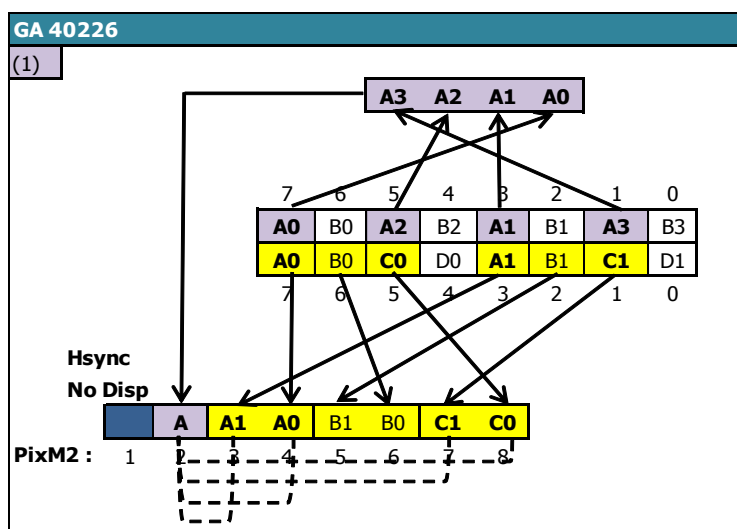 GA 40226
(1)
A3 A2 A1 A0
7 6 5 4 3 2 1 0
A0 B0 A2 B2 A1 B1 A3 B3
A0 B0 C0 D0 A1 B1 C1 D1
7 6 5 4 3 2 1 0
Hsync
No Disp
A A1 A0 B1 B0 C1 C0
PixM2 : 1 2 3 4 5 6 7 8